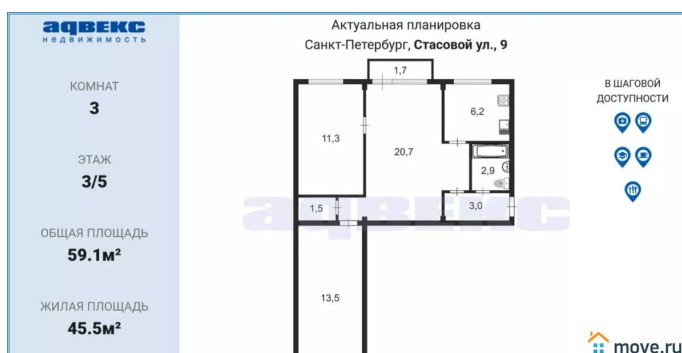 адвекс
недвижимость
КОМНАТ
3
ЭТАЖ
3/5
ОБЩАЯ ПЛОЩАДЬ
59.1м²
ЖИЛАЯ ПЛОЩАДЬ
45.5м²
Актуальная планировка
Санкт-Петербург, Стасовой ул., 9
1,7
6,2
11,3
20,7
2,9
1,5
3,0
адвекс
13,5
В ШАГОВОЙ
ДОСТУПНОСТИ
move.ru